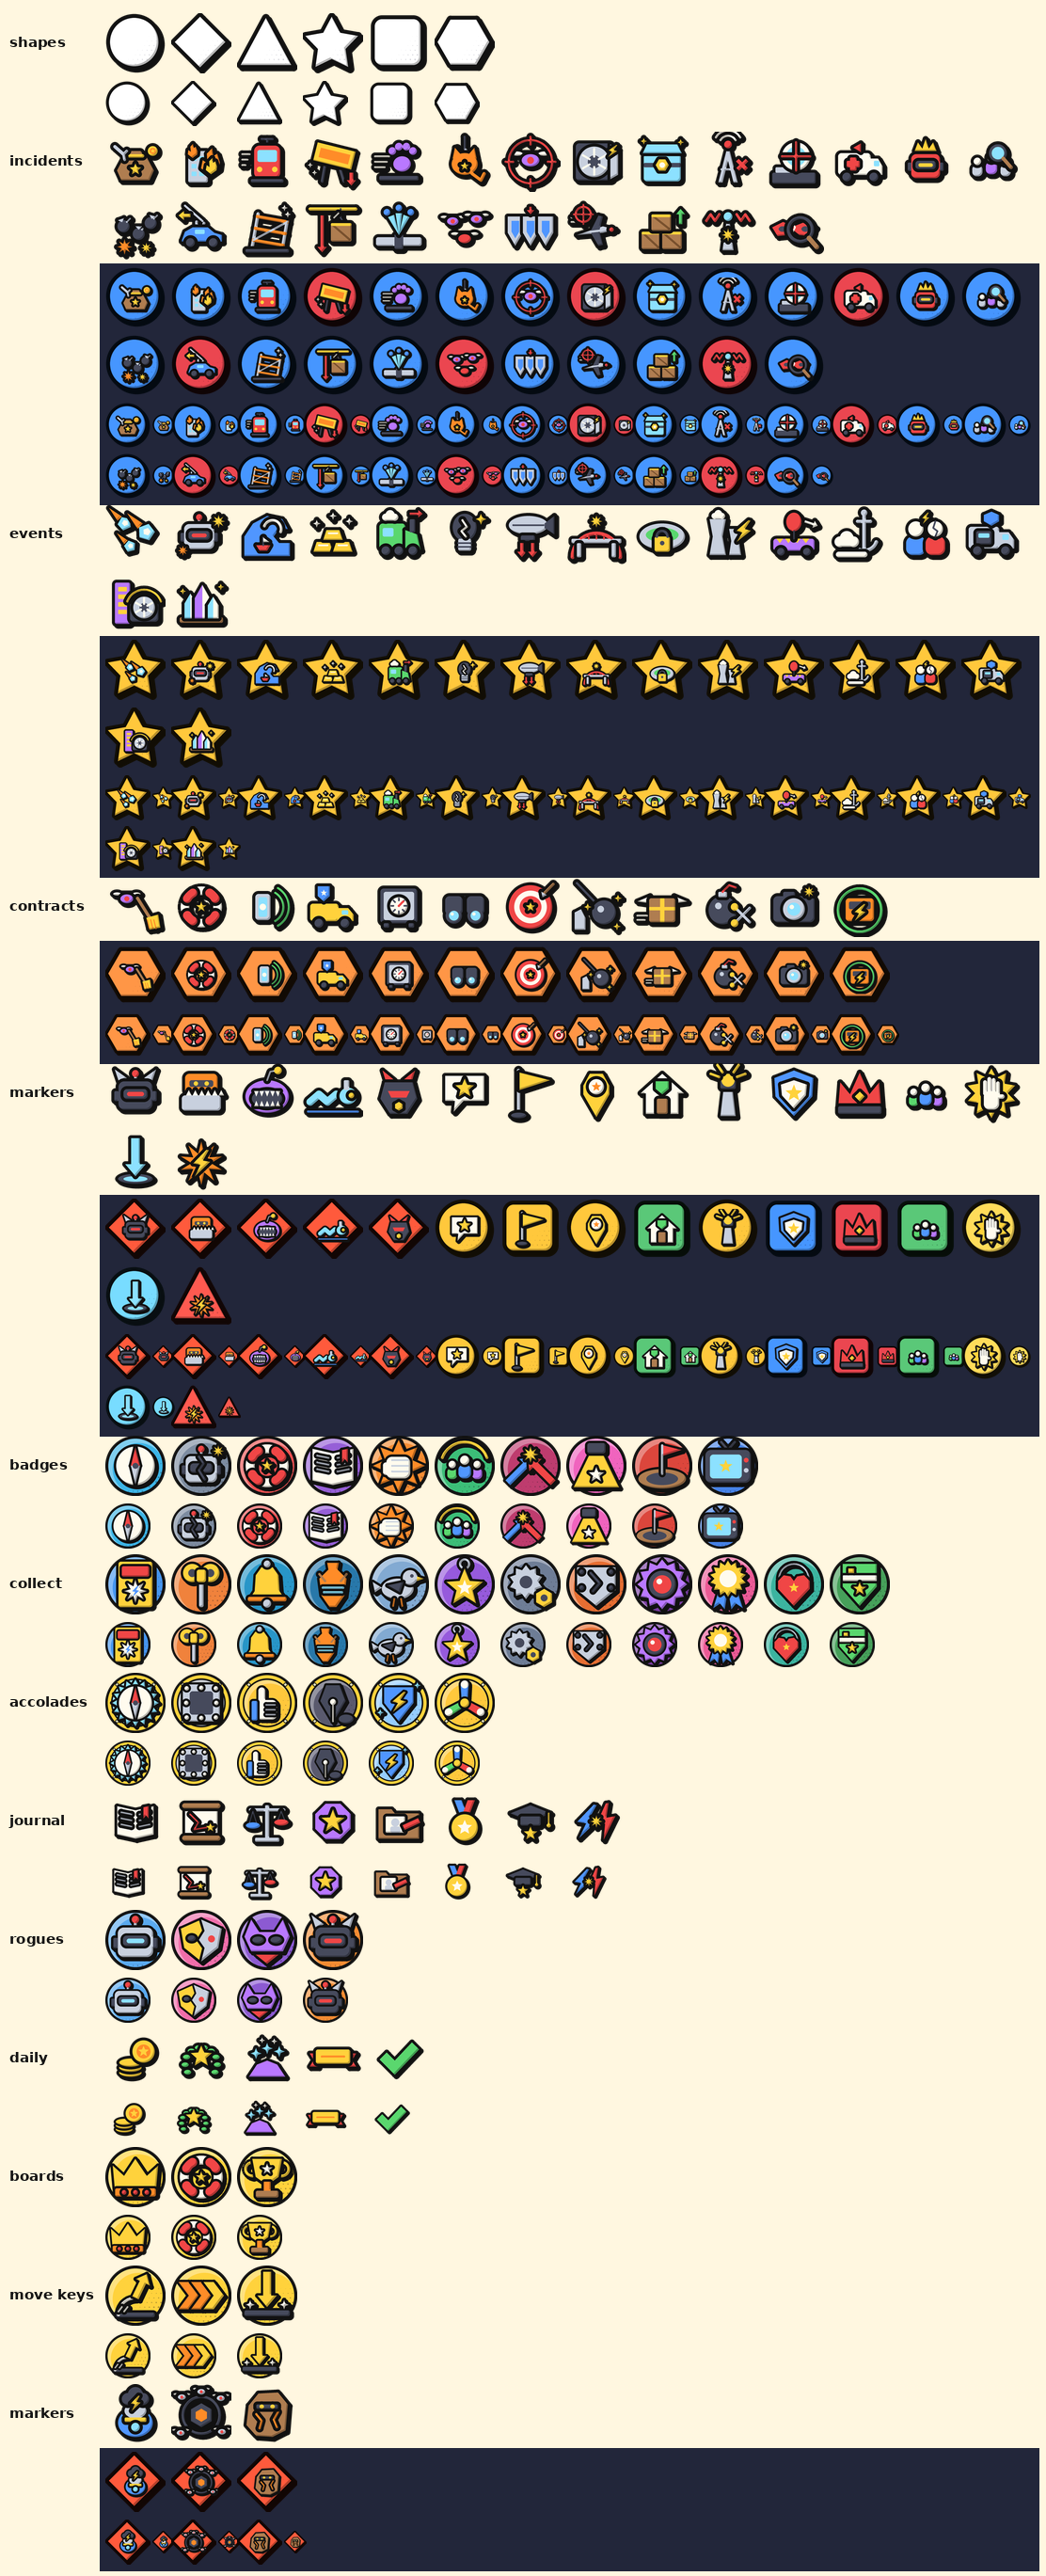 shapes
incidents
events
contracts
markers
badges
collect
accolades
journal
rogues
daily
boards
move keys
markers